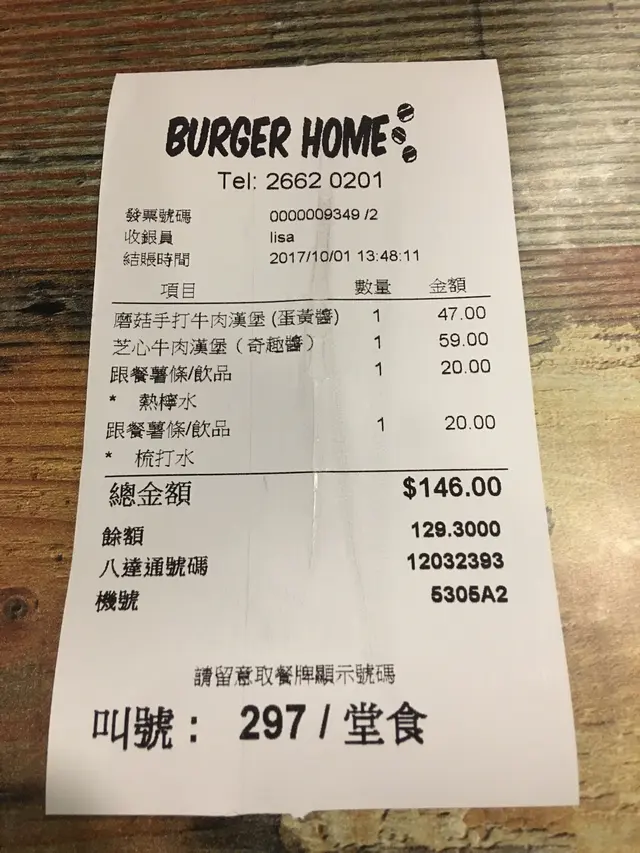 BURGER HOME
Tel: 2662 0201
發票號碼 0000009349 /2
收銀員 lisa
結賬時間 2017/10/01 13:48:11
項目 數量 金額
磨菇手打牛肉漢堡 (蛋黃醬) 1 47.00
芝心牛肉漢堡（奇趣醬） 1 59.00
跟餐薯條/飲品 1 20.00
* 熱檸水
跟餐薯條/飲品 1 20.00
* 梳打水
總金額 $146.00
餘額 129.3000
八達通號碼 12032393
機號 5305A2
請留意取餐牌顯示號碼
叫號： 297 / 堂食